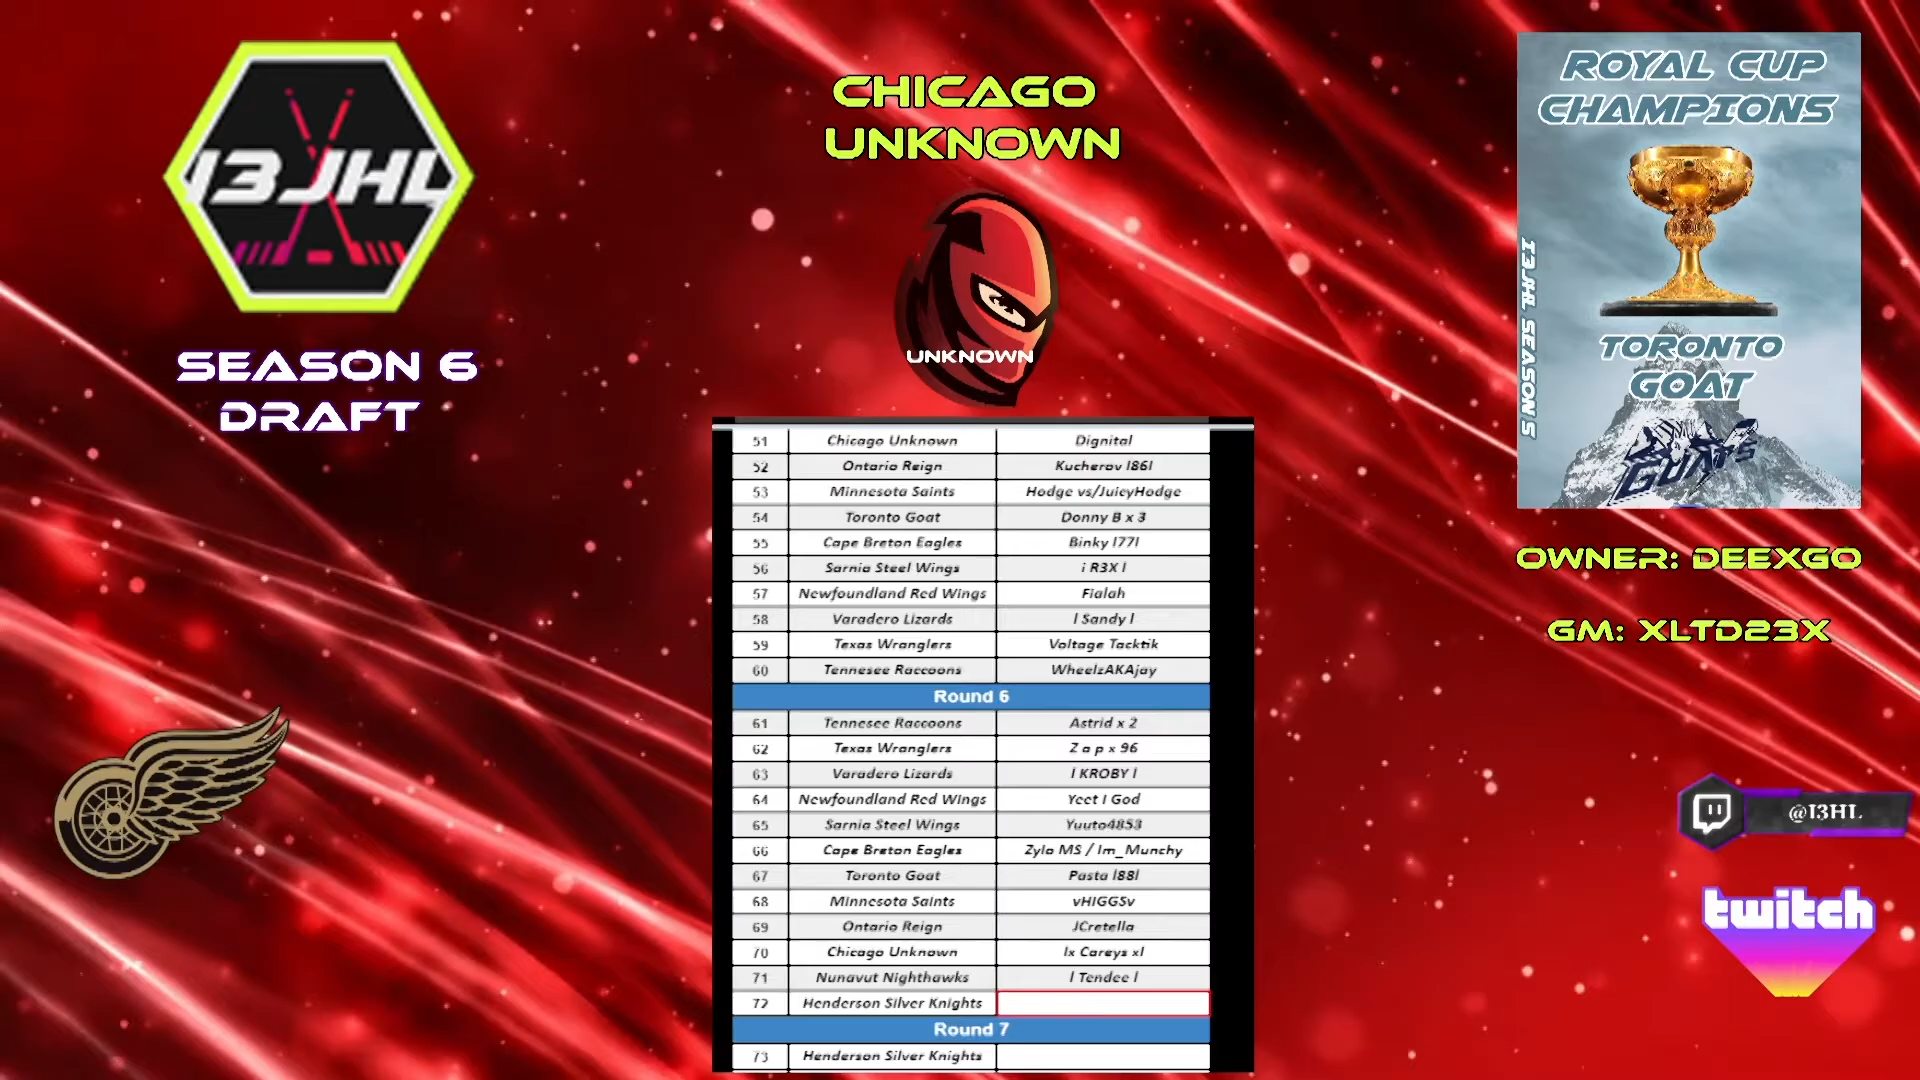 I3JHL
SEASON 6
DRAFT
CHICAGO
UNKNOWN
UNKNOWN
51 Chicago Unknown Dignital
52 Ontario Reign Kucherov l86l
53 Minnesota Saints Hodge vs/JuicyHodge
54 Toronto Goat Donny B x 3
55 Cape Breton Eagles Binky l77l
56 Sarnia Steel Wings i R3X l
57 Newfoundland Red Wings Fialah
58 Varadero Lizards l Sandy l
59 Texas Wranglers Voltage Tacktik
60 Tennesee Raccoons WheelzAKAjay
Round 6
61 Tennesee Raccoons Astrid x 2
62 Texas Wranglers Z a p x 96
63 Varadero Lizards l KROBY l
64 Newfoundland Red Wings Yeet l God
65 Sarnia Steel Wings Yuuto4853
66 Cape Breton Eagles Zylo MS / Im_Munchy
67 Toronto Goat Pasta l88l
68 Minnesota Saints vHIGGSv
69 Ontario Reign JCretella
70 Chicago Unknown lx Careys xl
71 Nunavut Nighthawks l Tendee l
72 Henderson Silver Knights
Round 7
73 Henderson Silver Knights
ROYAL CUP
CHAMPIONS
I3JHL SEASON 5
TORONTO
GOAT
GOATS
OWNER: DEEXGO
GM: XLTD23X
@I3HL
twitch